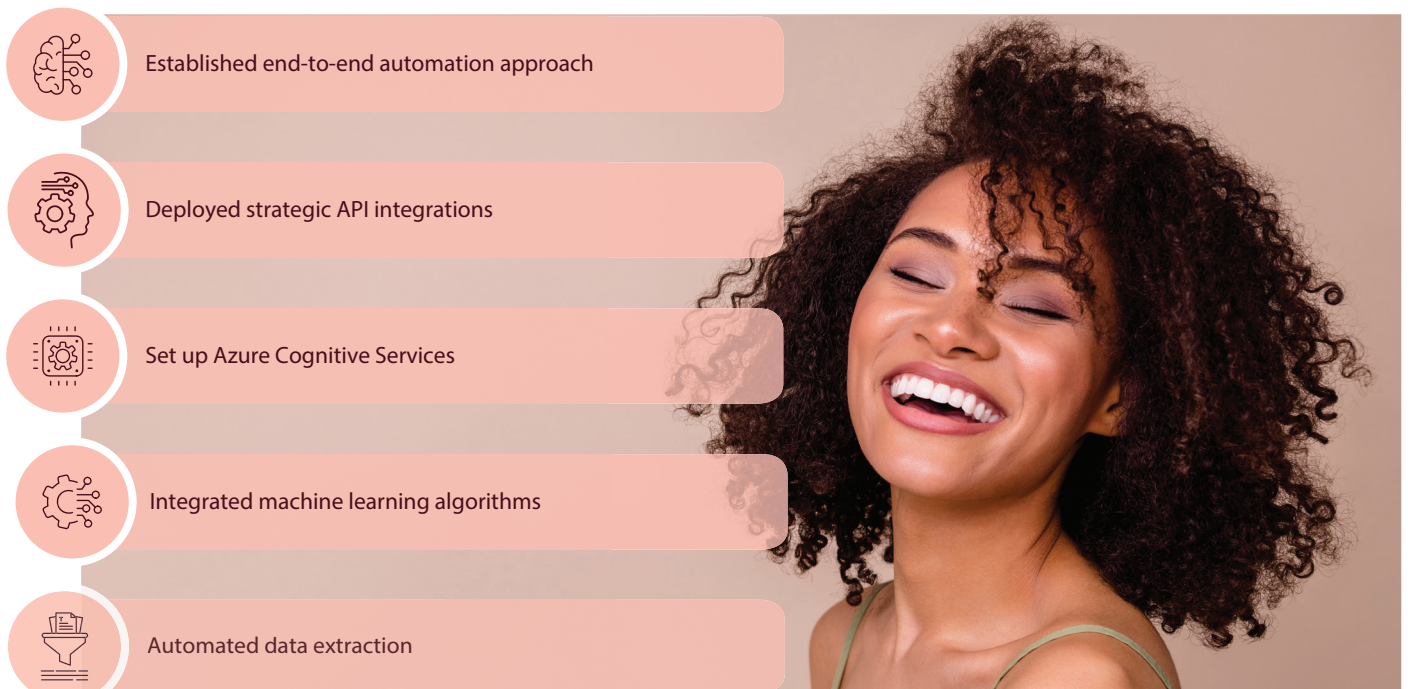 Established end-to-end automation approach
Deployed strategic API integrations
Set up Azure Cognitive Services
Integrated machine learning algorithms
Automated data extraction